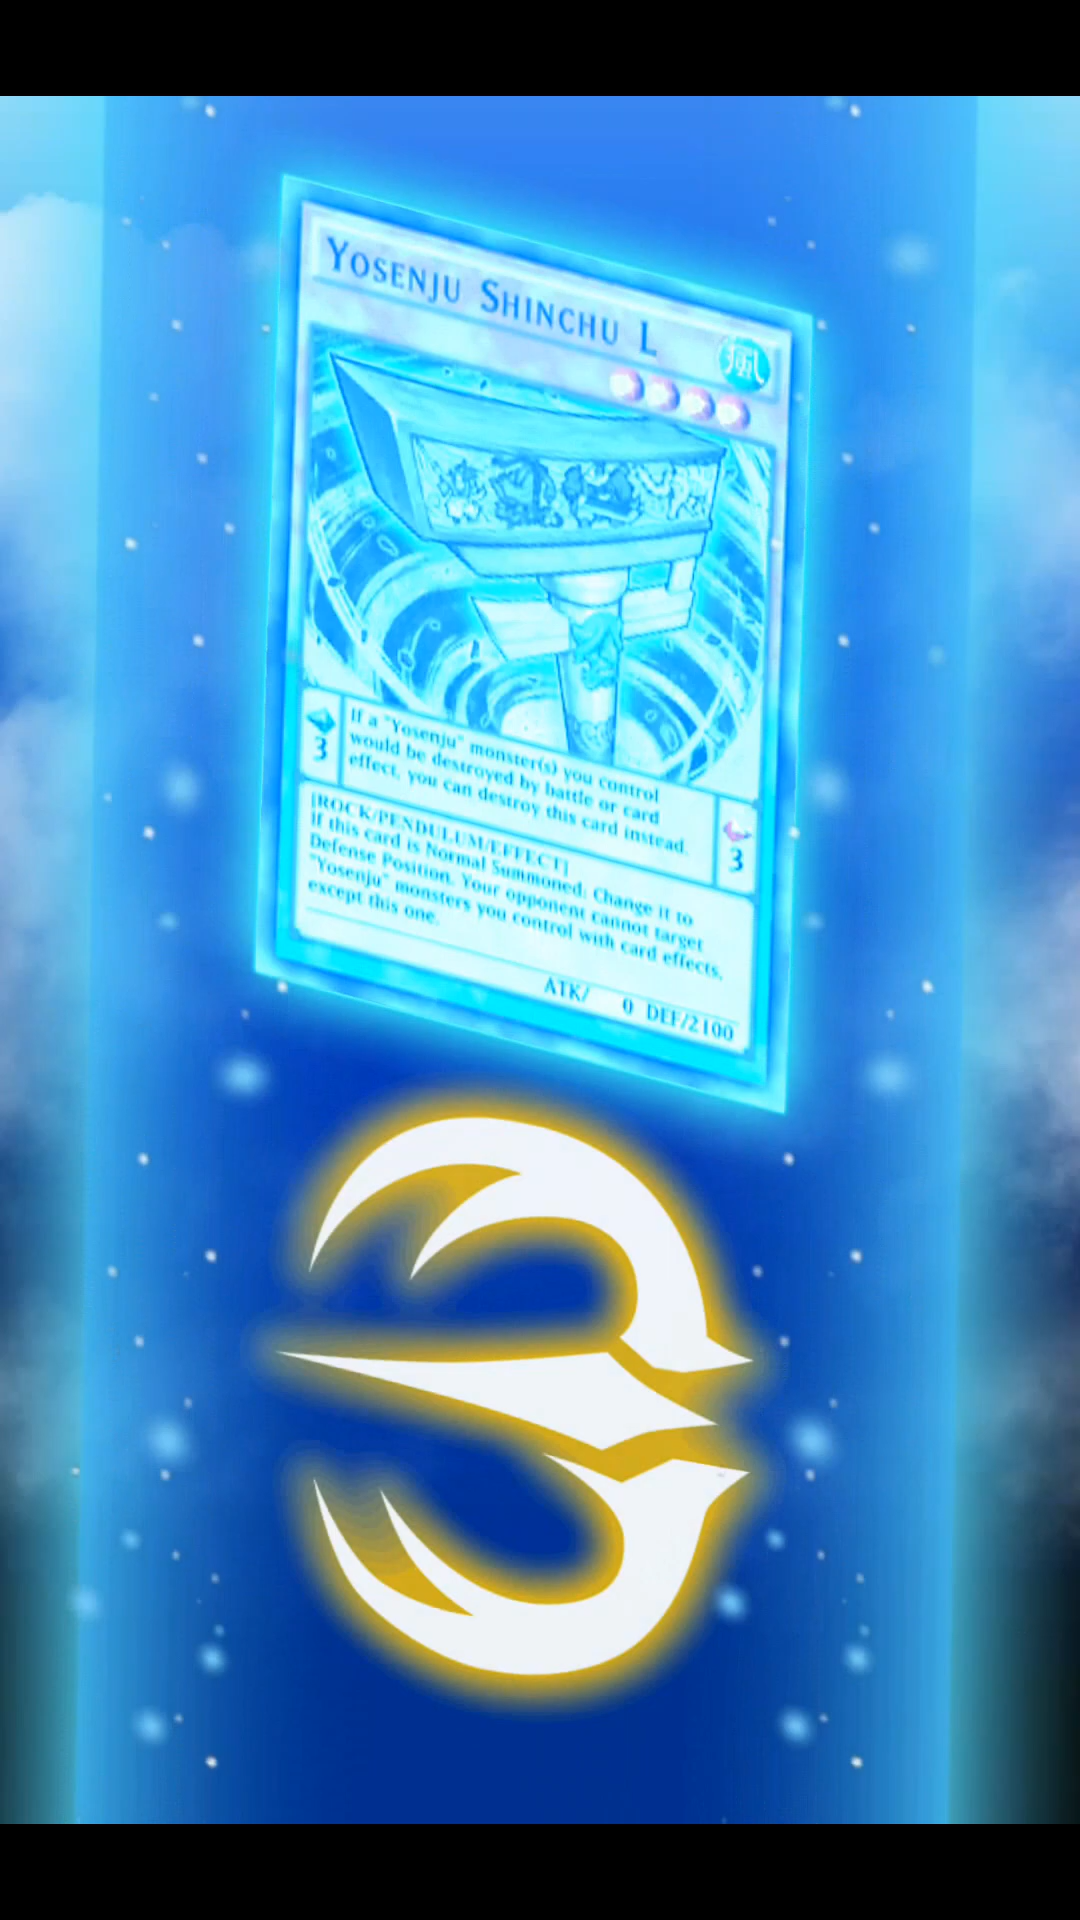 YOSENJU SHINCHU L
風
If a "Yosenju" monster(s) you control
would be destroyed by battle or card
effect, you can destroy this card instead.
3
3
[ROCK/PENDULUM/EFFECT]
If this card is Normal Summoned: Change it to
Defense Position. Your opponent cannot target
"Yosenju" monsters you control with card effects,
except this one.
ATK/ 0 DEF/2100
3